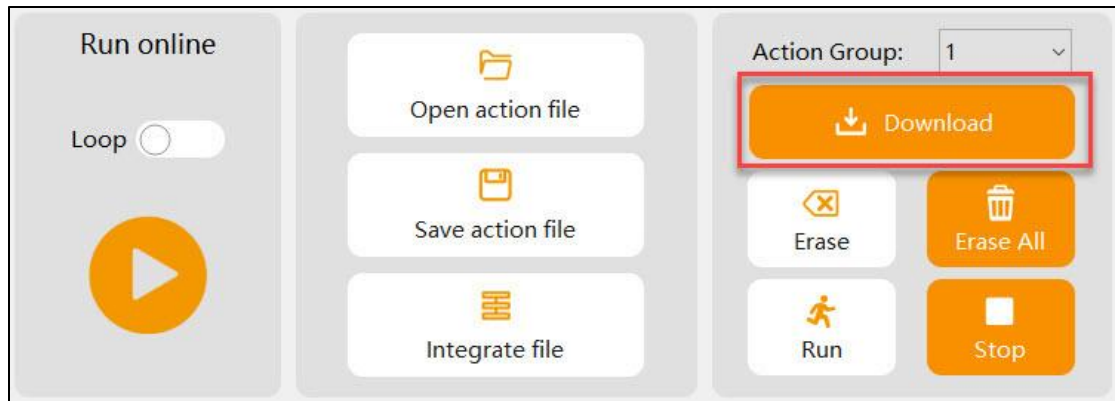 Run online
Loop
Open action file
Save action file
Integrate file
Action Group: 1
Download
Erase
Erase All
Run
Stop